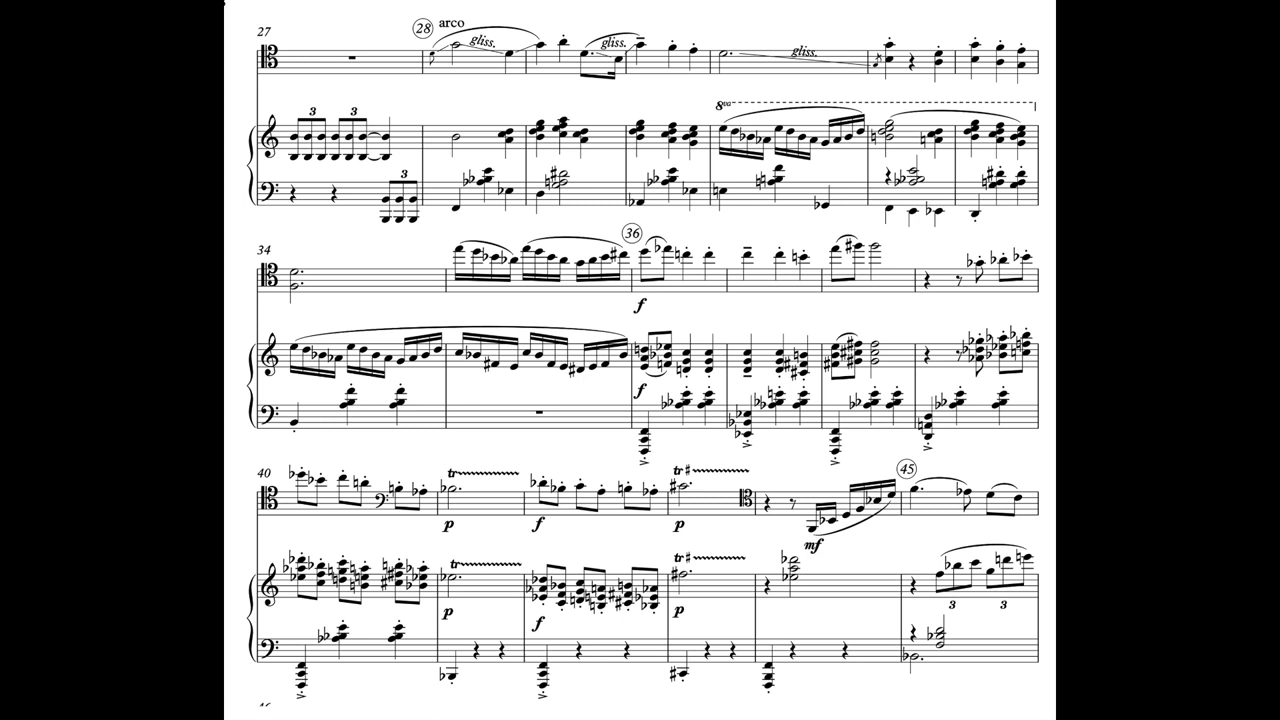 27 28 arco
gliss. gliss. gliss.
3 3 8va
3
34 36
f
f
40 tr tr 45
p f p mf
tr tr
p f p 3 3